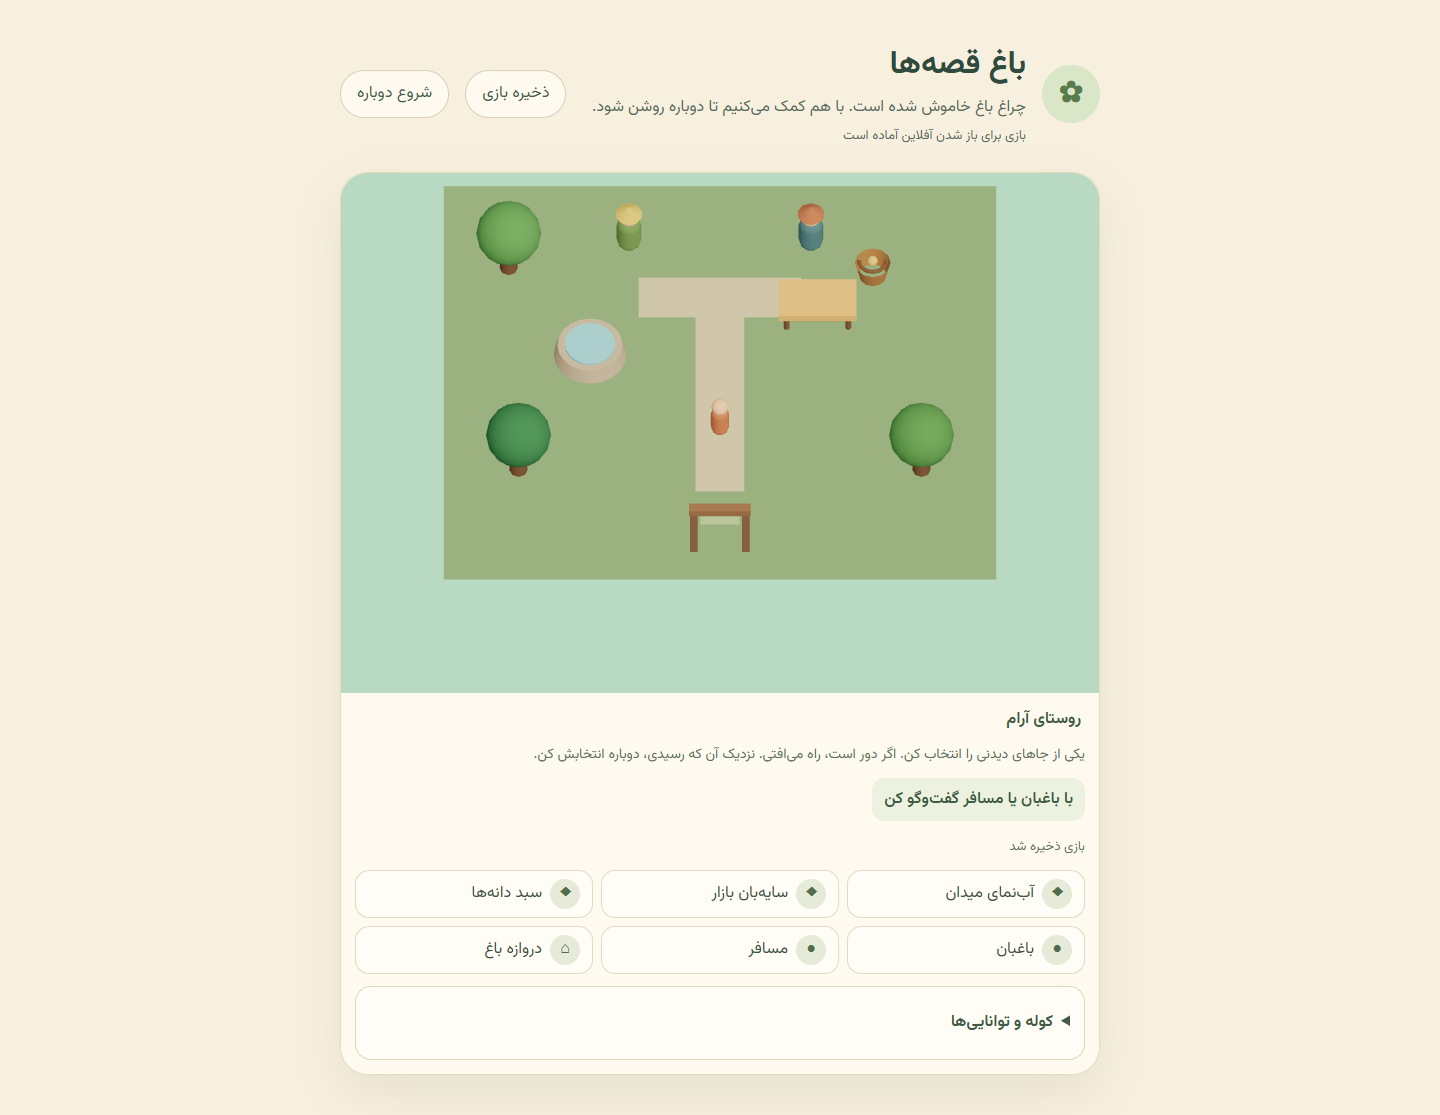 باغ قصه‌ها
چراغ باغ خاموش شده است. با هم کمک می‌کنیم تا دوباره روشن شود.
بازی برای باز شدن آفلاین آماده است
ذخیره بازی
شروع دوباره
روستای آرام
یکی از جاهای دیدنی را انتخاب کن. اگر دور است، راه می‌افتی. نزدیک آن که رسیدی، دوباره انتخابش کن.
با باغبان یا مسافر گفت‌وگو کن
بازی ذخیره شد
آب‌نمای میدان
سایه‌بان بازار
سبد دانه‌ها
باغبان
مسافر
دروازه باغ
کوله و توانایی‌ها